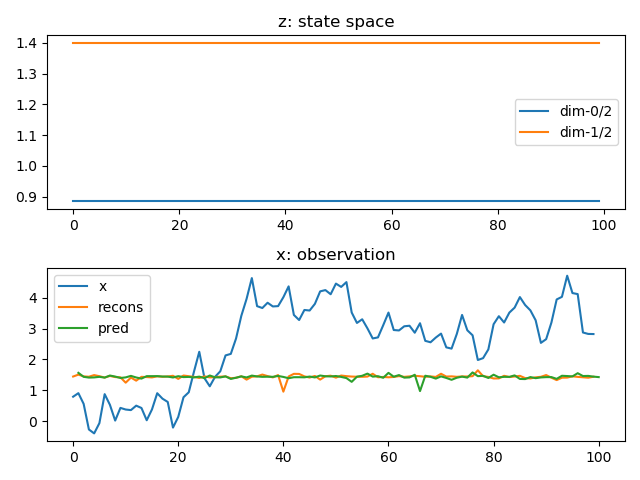 z: state space
1.4
1.3
1.2
1.1
1.0
0.9
dim-0/2
dim-1/2
0 20 40 60 80 100
x: observation
4
3
2
1
0
x
recons
pred
0 20 40 60 80 100